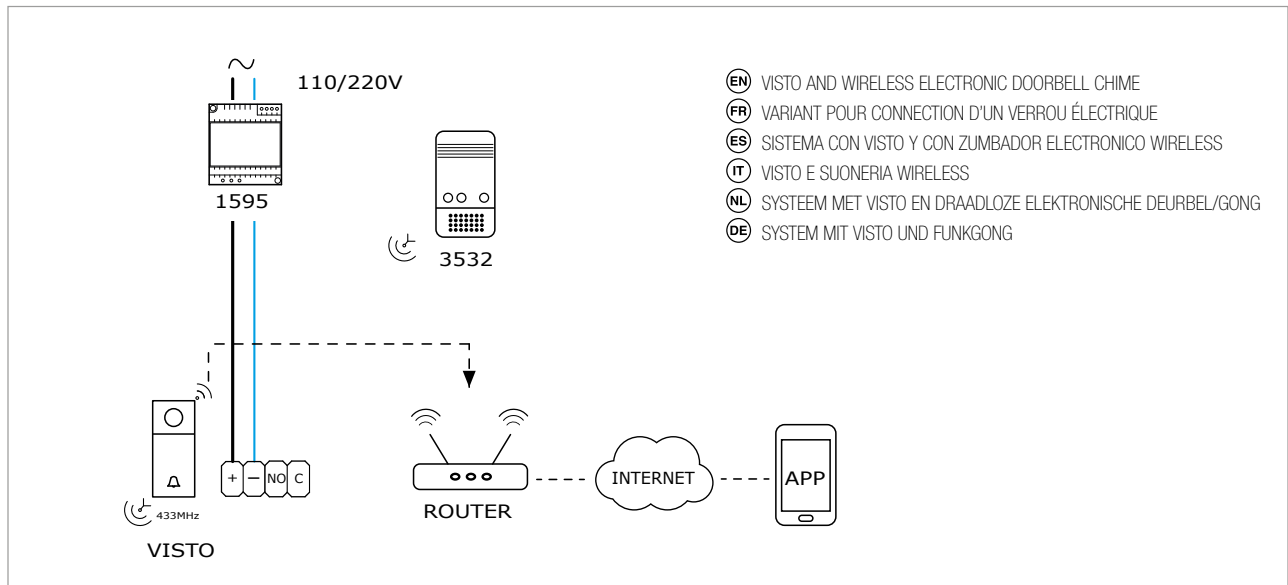 110/220V
1595
3532
EN VISTO AND WIRELESS ELECTRONIC DOORBELL CHIME
FR VARIANT POUR CONNECTION D'UN VERROU ÉLECTRIQUE
ES SISTEMA CON VISTO Y CON ZUMBADOR ELECTRONICO WIRELESS
IT VISTO E SUONERIA WIRELESS
NL SYSTEEM MET VISTO EN DRAADLOZE ELEKTRONISCHE DEURBEL/GONG
DE SYSTEM MIT VISTO UND FUNKGONG
+ – NO C
433MHz
VISTO
ROUTER
INTERNET
APP